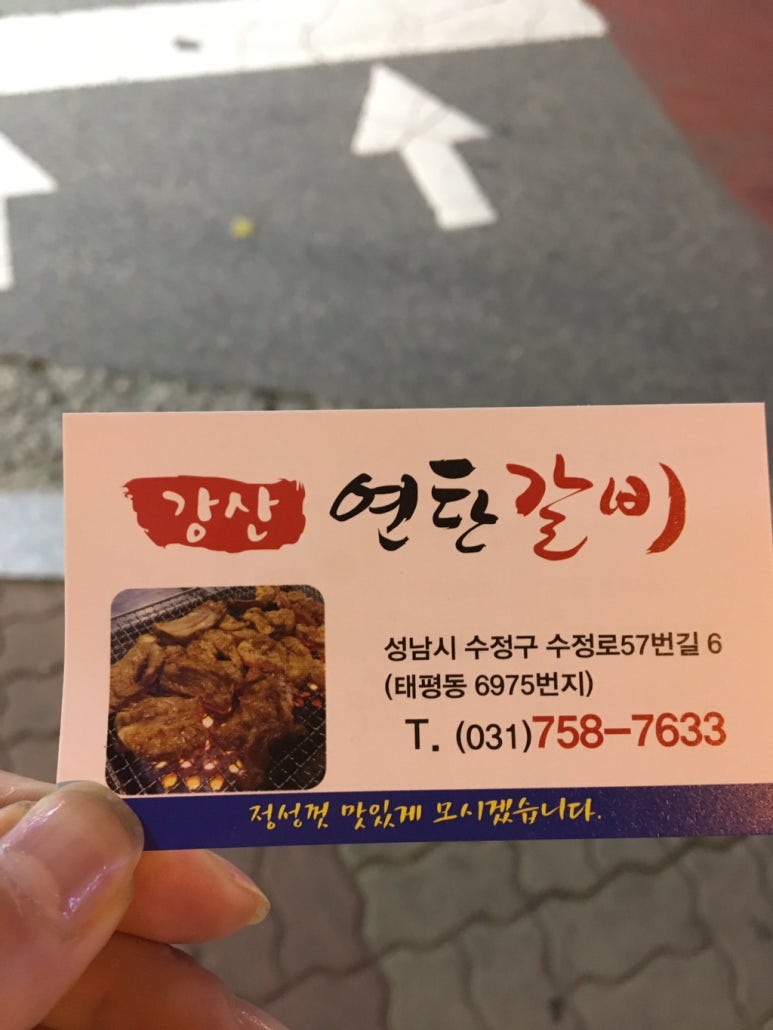 강산 연탄갈비
성남시 수정구 수정로57번길 6
(태평동 6975번지)
T. (031)758-7633
정성껏 맛있게 모시겠습니다.